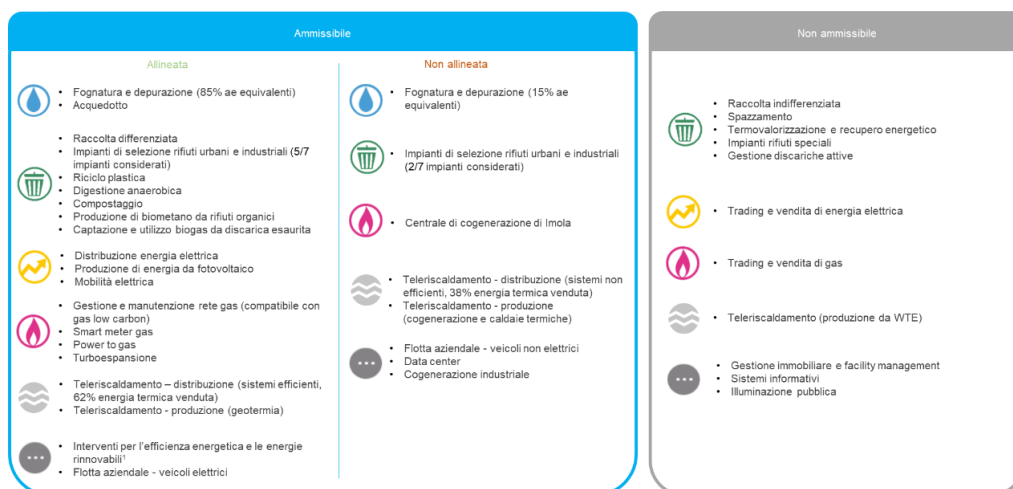 Ammissibile
Allineata
• Fognatura e depurazione (85% ae equivalenti)
• Acquedotto
• Raccolta differenziata
• Impianti di selezione rifiuti urbani e industriali (5/7
impianti considerati)
• Riciclo plastica
• Digestione anaerobica
• Compostaggio
• Produzione di biometano da rifiuti organici
• Captazione e utilizzo biogas da discarica esaurita
• Distribuzione energia elettrica
• Produzione di energia da fotovoltaico
• Mobilità elettrica
• Gestione e manutenzione rete gas (compatibile con
gas low carbon)
• Smart meter gas
• Power to gas
• Turboespansione
• Teleriscaldamento – distribuzione (sistemi efficienti,
62% energia termica venduta)
• Teleriscaldamento - produzione (geotermia)
• Interventi per l'efficienza energetica e le energie
rinnovabili¹
• Flotta aziendale - veicoli elettrici
Non allineata
• Fognatura e depurazione (15% ae
equivalenti)
• Impianti di selezione rifiuti urbani e industriali
(2/7 impianti considerati)
• Centrale di cogenerazione di Imola
• Teleriscaldamento - distribuzione (sistemi non
efficienti, 38% energia termica venduta)
• Teleriscaldamento - produzione
(cogenerazione e caldaie termiche)
• Flotta aziendale - veicoli non elettrici
• Data center
• Cogenerazione industriale
Non ammissibile
• Raccolta indifferenziata
• Spazzamento
• Termovalorizzazione e recupero energetico
• Impianti rifiuti speciali
• Gestione discariche attive
• Trading e vendita di energia elettrica
• Trading e vendita di gas
• Teleriscaldamento (produzione da WTE)
• Gestione immobiliare e facility management
• Sistemi informativi
• Illuminazione pubblica